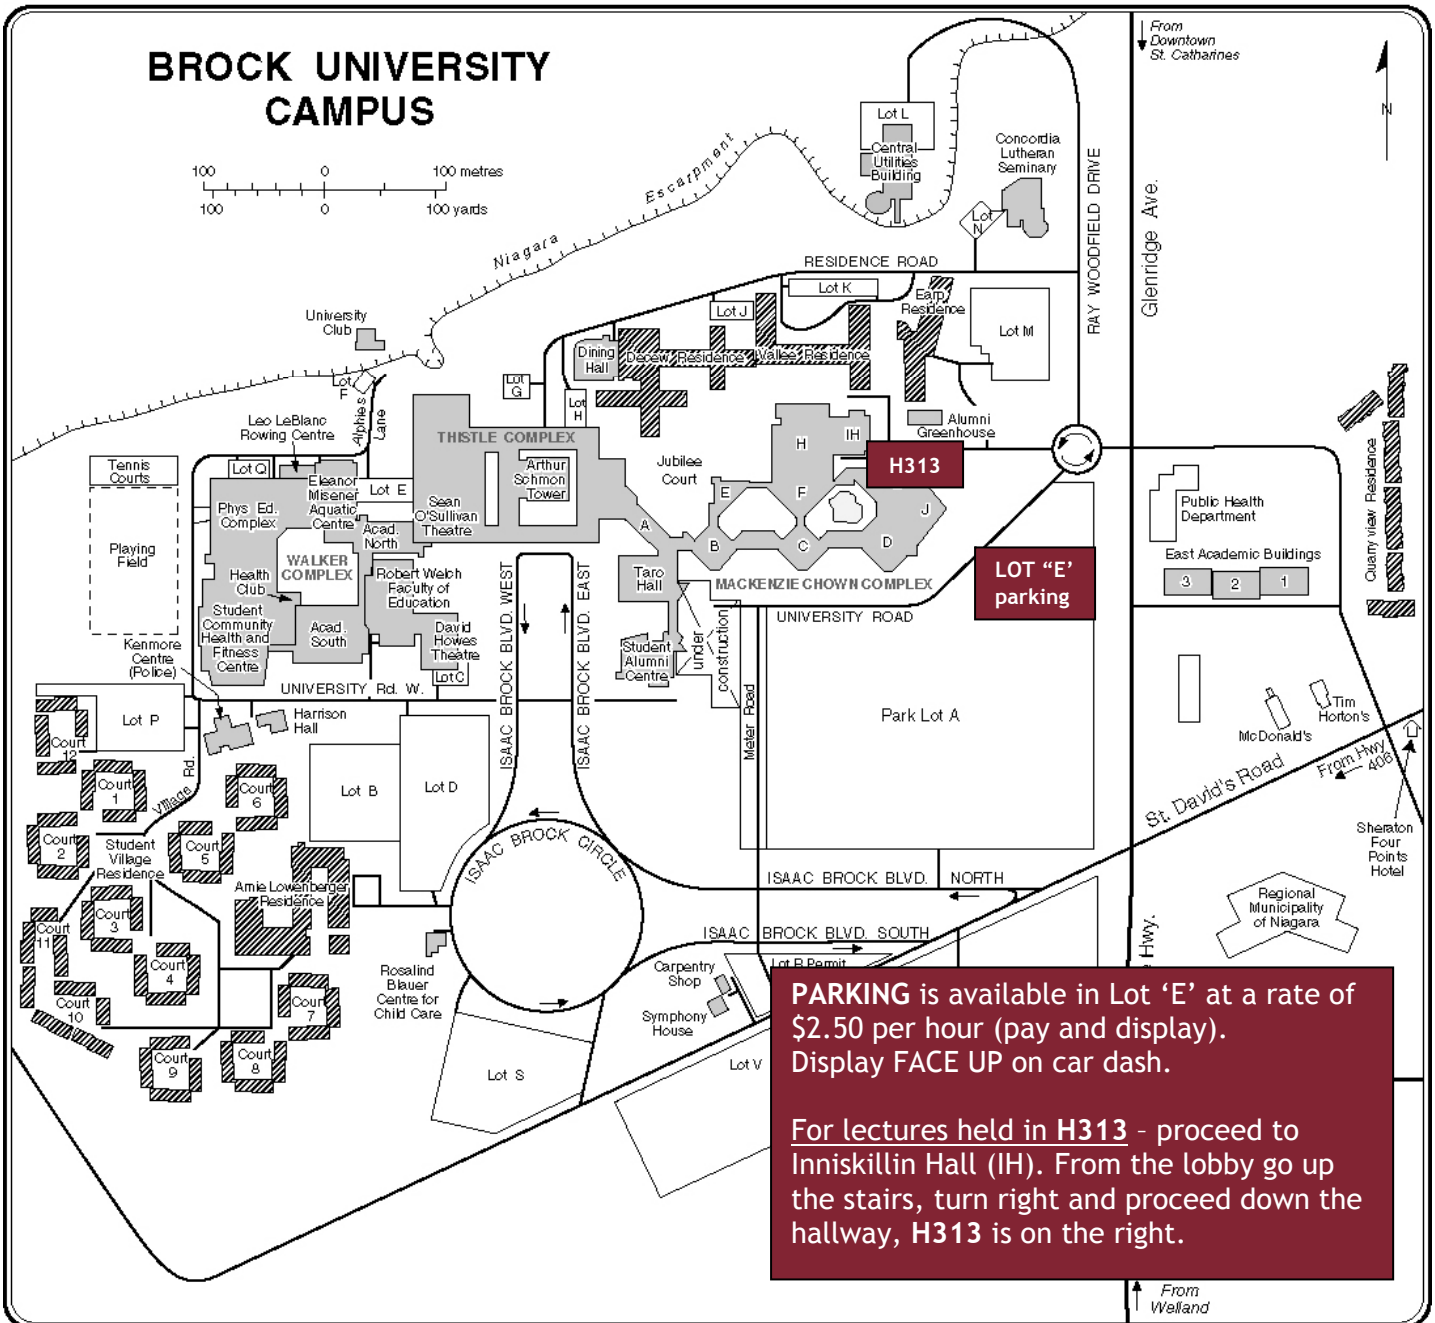 BROCK UNIVERSITY
CAMPUS
100 0 100 metres
100 0 100 yards
From
Downtown
St. Catharines
N
Niagara Escarpment
Lot L
Central
Utilities
Building
Concordia
Lutheran
Seminary
Lot
N
RAY WOODFIELD DRIVE
Glenridge Ave.
RESIDENCE ROAD
Lot K
Lot J
Earp
Residence
Lot M
University
Club
Dining
Hall
Decew Residence
Vallee Residence
Lot
F
Lot
G
Lot
H
Alphie's
Lane
Leo LeBlanc
Rowing Centre
THISTLE COMPLEX
Alumni
Greenhouse
H
IH
H313
Tennis
Courts
Lot Q
Eleanor
Misener
Aquatic
Centre
Lot E
Arthur
Schmon
Tower
Jubilee
Court
E
F
J
Phys Ed.
Complex
Sean
O'Sullivan
Theatre
Acad.
North
A
B
C
D
Public Health
Department
Quarry view Residence
Playing
Field
WALKER
COMPLEX
Health
Club
Robert Welch
Faculty of
Education
Taro
Hall
MACKENZIE CHOWN COMPLEX
LOT “E’
parking
East Academic Buildings
3 2 1
Student
Community
Health and
Fitness
Centre
Acad.
South
David
Howes
Theatre
Lot C
ISAAC BROCK BLVD. WEST
ISAAC BROCK BLVD. EAST
UNIVERSITY ROAD
Student
Alumni
Centre
under
construction
Kenmore
Centre
(Police)
UNIVERSITY Rd. W.
Lot P
Harrison
Hall
Meter Road
Park Lot A
Tim
Horton's
McDonald's
From Hwy
406
St. David's Road
Sheraton
Four
Points
Hotel
Court
12
Village Rd.
Court
1
Court
6
Lot B
Lot D
Court
2
Student
Village
Residence
Court
5
ISAAC BROCK CIRCLE
Arnie Lowenberger
Residence
ISAAC BROCK BLVD. NORTH
Court
3
Court
11
Court
4
ISAAC BROCK BLVD. SOUTH
Regional
Municipality
of Niagara
Hwy.
Rosalind
Blauer
Centre for
Child Care
Carpentry
Shop
Lot R Permit
Symphony
House
Court
10
Court
7
Court
9
Court
8
Lot S
Lot V
PARKING is available in Lot ‘E’ at a rate of
$2.50 per hour (pay and display).
Display FACE UP on car dash.
For lectures held in H313 – proceed to
Inniskillin Hall (IH). From the lobby go up
the stairs, turn right and proceed down the
hallway, H313 is on the right.
From
Welland